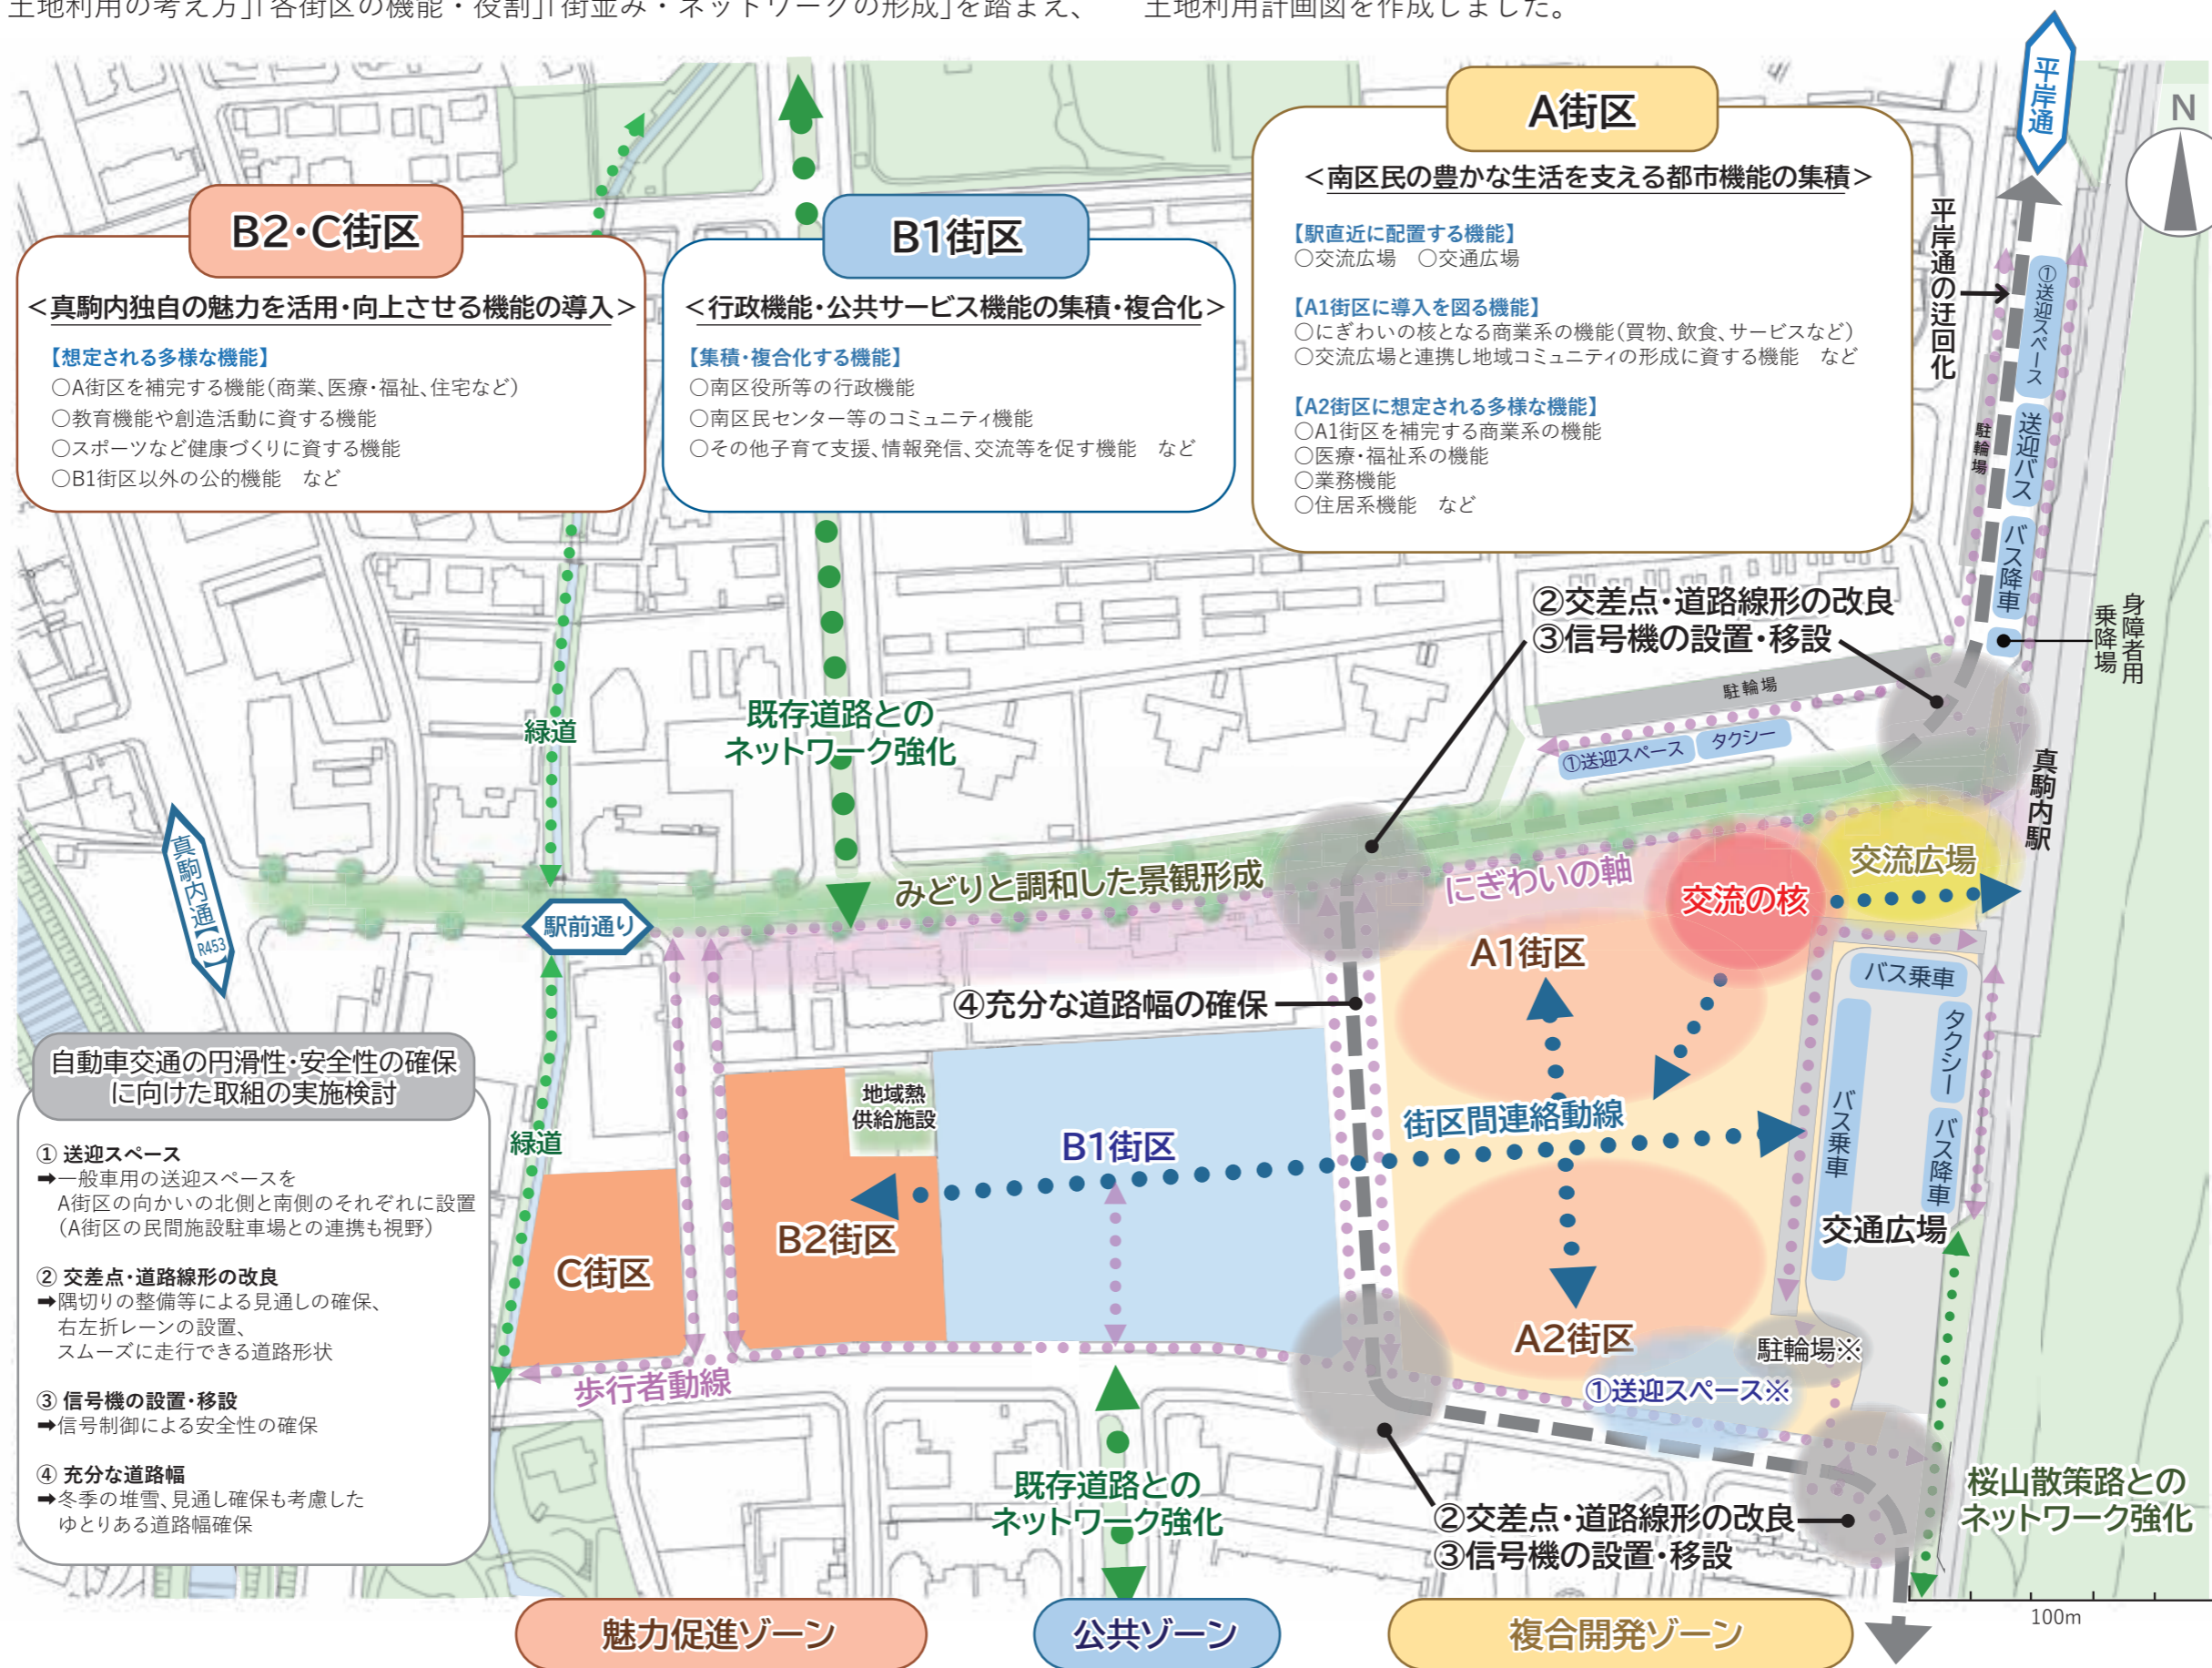 土地利用の考え方」「各街区の機能・役割」「街並み・ネットワークの形成」を踏まえ、
土地利用計画図を作成しました。
平岸通
N
A街区
＜南区民の豊かな生活を支える都市機能の集積＞
【駅直近に配置する機能】
○交流広場　○交通広場
【A1街区に導入を図る機能】
○にぎわいの核となる商業系の機能（買物、飲食、サービスなど）
○交流広場と連携し地域コミュニティの形成に資する機能　など
【A2街区に想定される多様な機能】
○A1街区を補完する商業系の機能
○医療・福祉系の機能
○業務機能
○住居系機能　など
B2・C街区
＜真駒内独自の魅力を活用・向上させる機能の導入＞
【想定される多様な機能】
○A街区を補完する機能（商業、医療・福祉、住宅など）
○教育機能や創造活動に資する機能
○スポーツなど健康づくりに資する機能
○B1街区以外の公的機能　など
B1街区
＜行政機能・公共サービス機能の集積・複合化＞
【集積・複合化する機能】
○南区役所等の行政機能
○南区民センター等のコミュニティ機能
○その他子育て支援、情報発信、交流等を促す機能　など
平岸通の迂回化
①送迎スペース
駐輪場
送迎バス
バス降車
身障者用
乗降場
②交差点・道路線形の改良
③信号機の設置・移設
駐輪場
①送迎スペース
タクシー
真駒内駅
緑道
既存道路との
ネットワーク強化
真駒内通
R453
駅前通り
みどりと調和した景観形成
にぎわいの軸
交流の核
交流広場
A1街区
④充分な道路幅の確保
バス乗車
タクシー
バス乗車
バス降車
交通広場
地域熱
供給施設
B1街区
街区間連絡動線
B2街区
C街区
緑道
A2街区
駐輪場※
①送迎スペース※
歩行者動線
自動車交通の円滑性・安全性の確保
に向けた取組の実施検討
① 送迎スペース
➡一般車用の送迎スペースを
A街区の向かいの北側と南側のそれぞれに設置
（A街区の民間施設駐車場との連携も視野）
② 交差点・道路線形の改良
➡隅切りの整備等による見通しの確保、
右左折レーンの設置、
スムーズに走行できる道路形状
③ 信号機の設置・移設
➡信号制御による安全性の確保
④ 充分な道路幅
➡冬季の堆雪、見通し確保も考慮した
ゆとりある道路幅確保
既存道路との
ネットワーク強化
②交差点・道路線形の改良
③信号機の設置・移設
桜山散策路との
ネットワーク強化
100m
魅力促進ゾーン
公共ゾーン
複合開発ゾーン